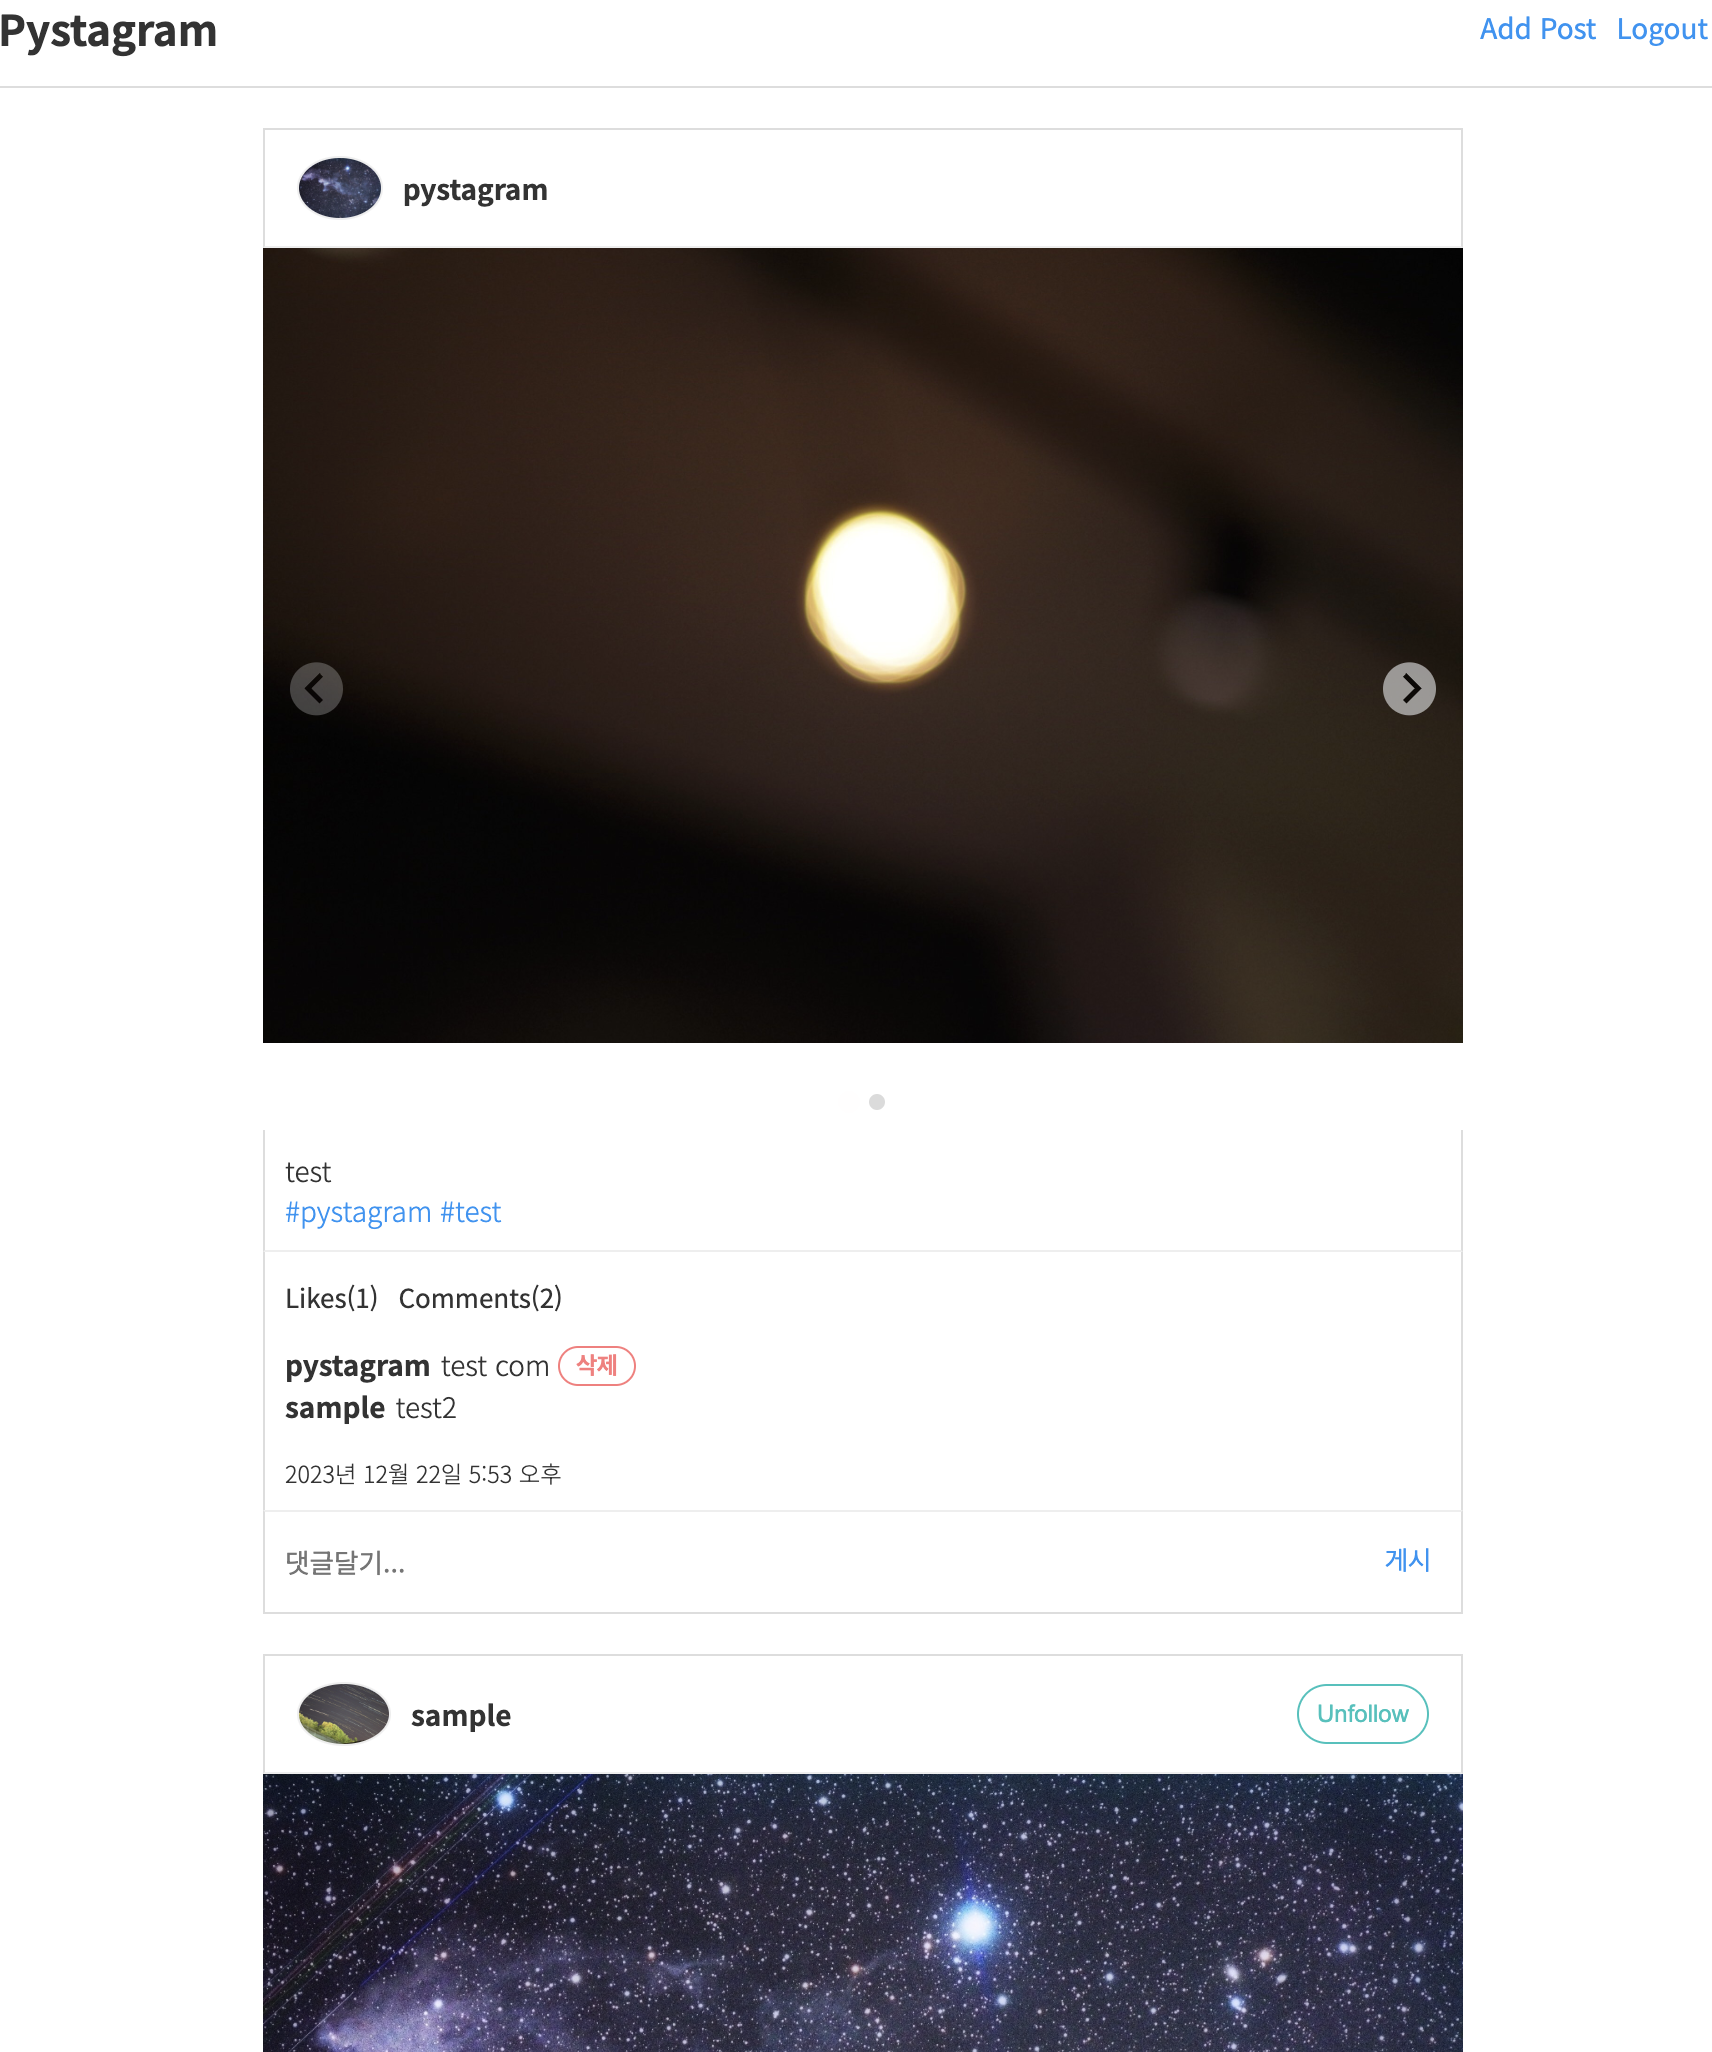 Pystagram
Add Post Logout
pystagram
test
#pystagram #test
Likes(1) Comments(2)
pystagram test com 삭제
sample test2
2023년 12월 22일 5:53 오후
댓글달기...
게시
sample
Unfollow